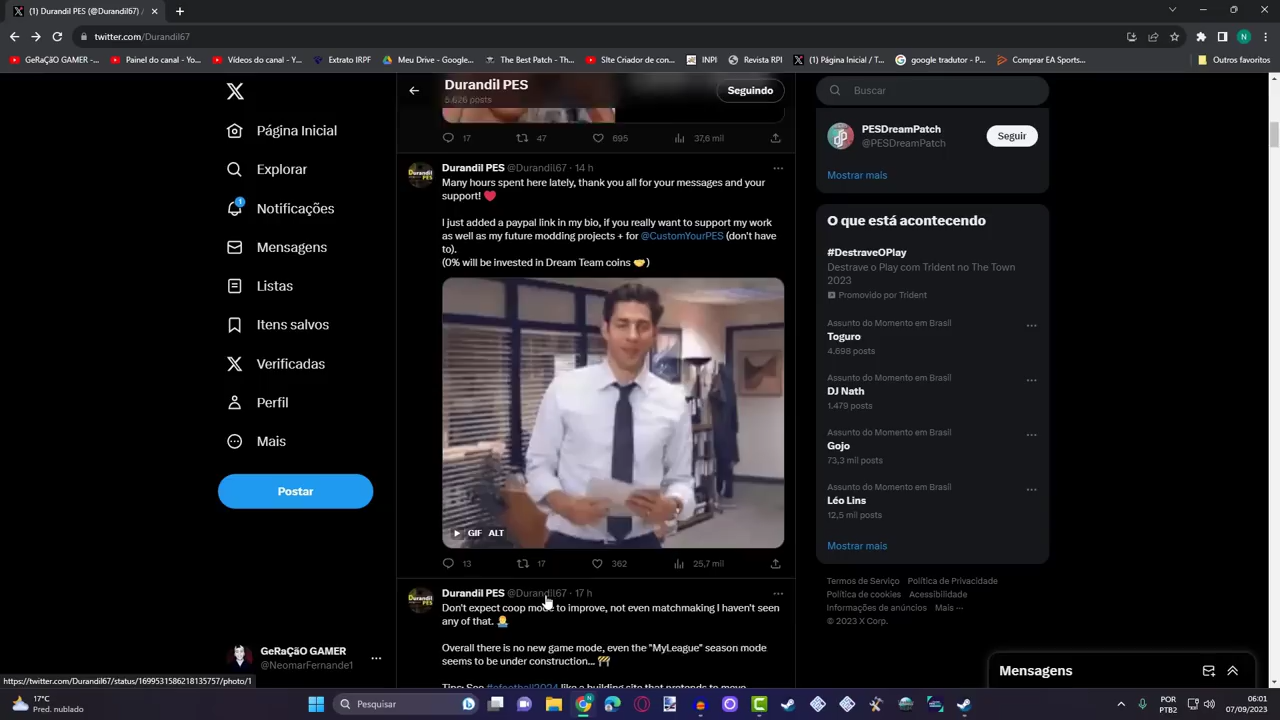 (1) Durandil PES (@Durandil67) /
twitter.com/Durandil67
GeRaÇãO GAMER -...
Painel do canal - Yo...
Vídeos do canal - Y...
Extrato IRPF
Meu Drive - Google...
The Best Patch - Th...
SIte Criador de con...
INPI
Revista RPI
(1) Página Inicial / T...
google tradutor - P...
Comprar EA Sports...
Outros favoritos
Página Inicial
Explorar
1
Notificações
Mensagens
Listas
Itens salvos
Verificadas
Perfil
Mais
Postar
GeRaÇãO GAMER
@NeomarFernande1
Durandil PES
5.626 posts
Seguindo
17
47
695
37,6 mil
Durandil PES @Durandil67 · 14 h
Many hours spent here lately, thank you all for your messages and your
support! ❤️
I just added a paypal link in my bio, if you really want to support my work
as well as my future modding projects + for @CustomYourPES (don't have
to).
(0% will be invested in Dream Team coins 🤝)
GIF ALT
13
17
362
25,7 mil
Durandil PES @Durandil67 · 17 h
Don't expect coop mode to improve, not even matchmaking I haven't seen
any of that.
Overall there is no new game mode, even the "MyLeague" season mode
seems to be under construction... 🚧
Tips: See #efootball2024 like a building site that pretends to move
Buscar
PESDreamPatch
@PESDreamPatch
Seguir
Mostrar mais
O que está acontecendo
#DestraveOPlay
Destrave o Play com Trident no The Town
2023
Promovido por Trident
Assunto do Momento em Brasil
Toguro
4.698 posts
Assunto do Momento em Brasil
DJ Nath
1.479 posts
Assunto do Momento em Brasil
Gojo
73,3 mil posts
Assunto do Momento em Brasil
Léo Lins
12,5 mil posts
Mostrar mais
Termos de Serviço Política de Privacidade
Política de cookies Acessibilidade
Informações de anúncios Mais ···
© 2023 X Corp.
Mensagens
https://twitter.com/Durandil67/status/1699531586218135757/photo/1
17°C
Pred. nublado
Pesquisar
POR
PTB2
06:01
07/09/2023